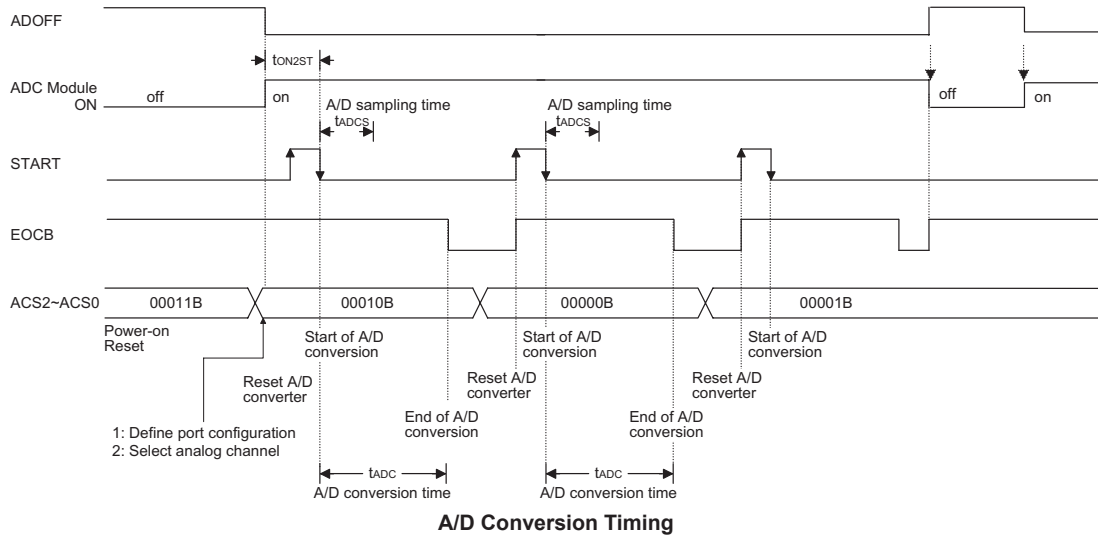 ADOFF
tON2ST
ADC Module
ON
off
on
off
on
A/D sampling time
tADCS
A/D sampling time
tADCS
START
EOCB
ACS2~ACS0
00011B
00010B
00000B
00001B
Power-on
Reset
Start of A/D
conversion
Start of A/D
conversion
Start of A/D
conversion
Reset A/D
converter
Reset A/D
converter
Reset A/D
converter
End of A/D
conversion
End of A/D
conversion
1: Define port configuration
2: Select analog channel
tADC
A/D conversion time
tADC
A/D conversion time
A/D Conversion Timing